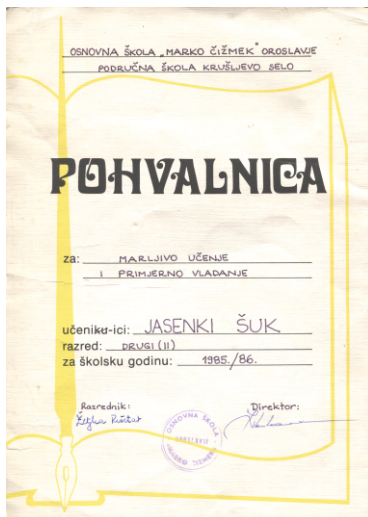 OSNOVNA ŠKOLA „MARKO ČIŽMEK" OROSLAVJE
PODRUČNA ŠKOLA KRUŠLJEVO SELO
POHVALNICA
za: MARLJIVO UČENJE
I PRIMJERNO VLADANJE
učeniku-ici: JASENKI ŠUK
razred: DRUGI (II)
za školsku godinu: 1985./86.
Razrednik:
Direktor:
Željka
OSNOVNA ŠKOLA